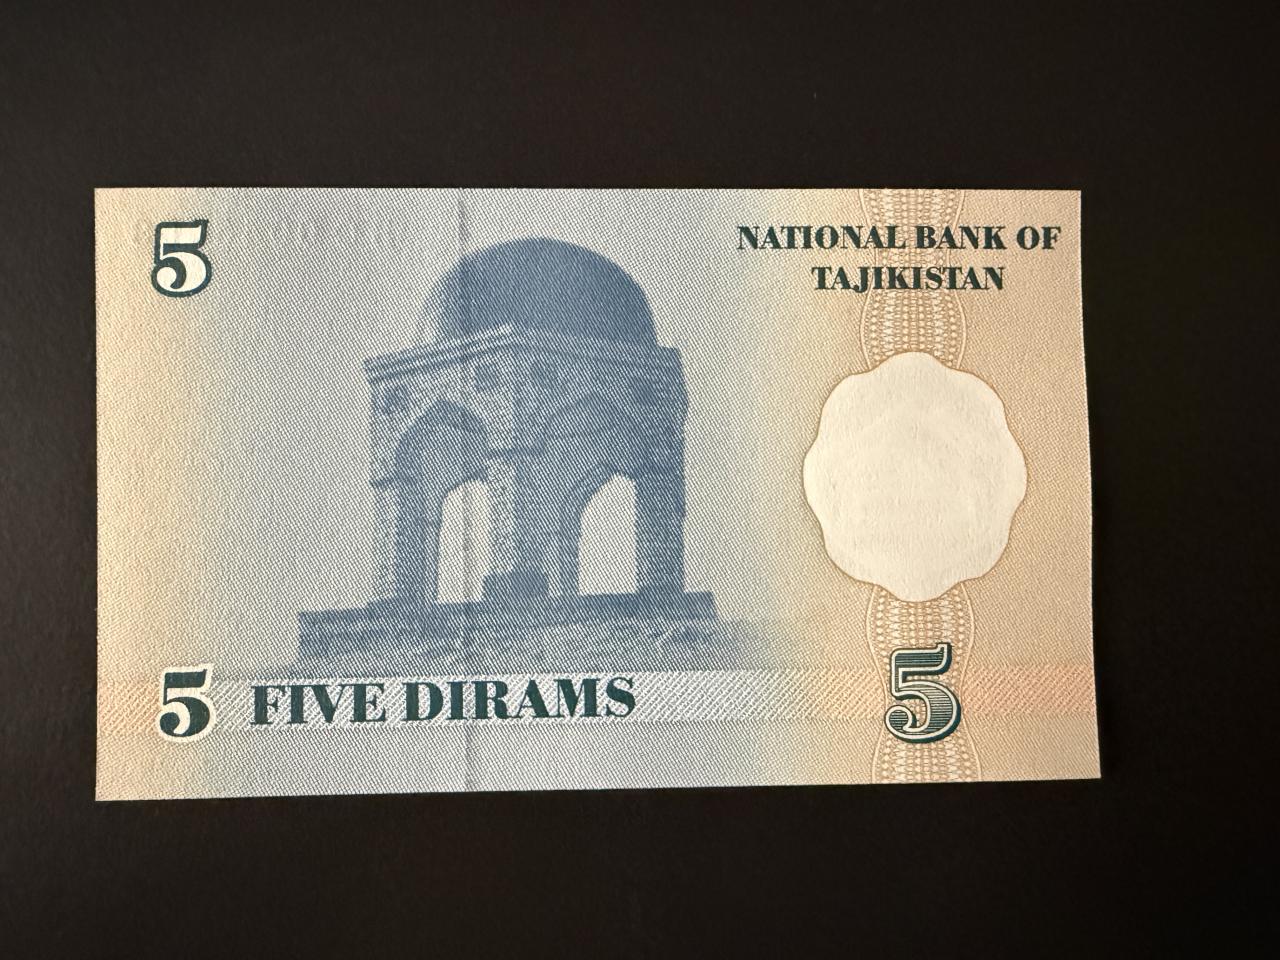 5
NATIONAL BANK OF
TAJIKISTAN
5 FIVE DIRAMS
5